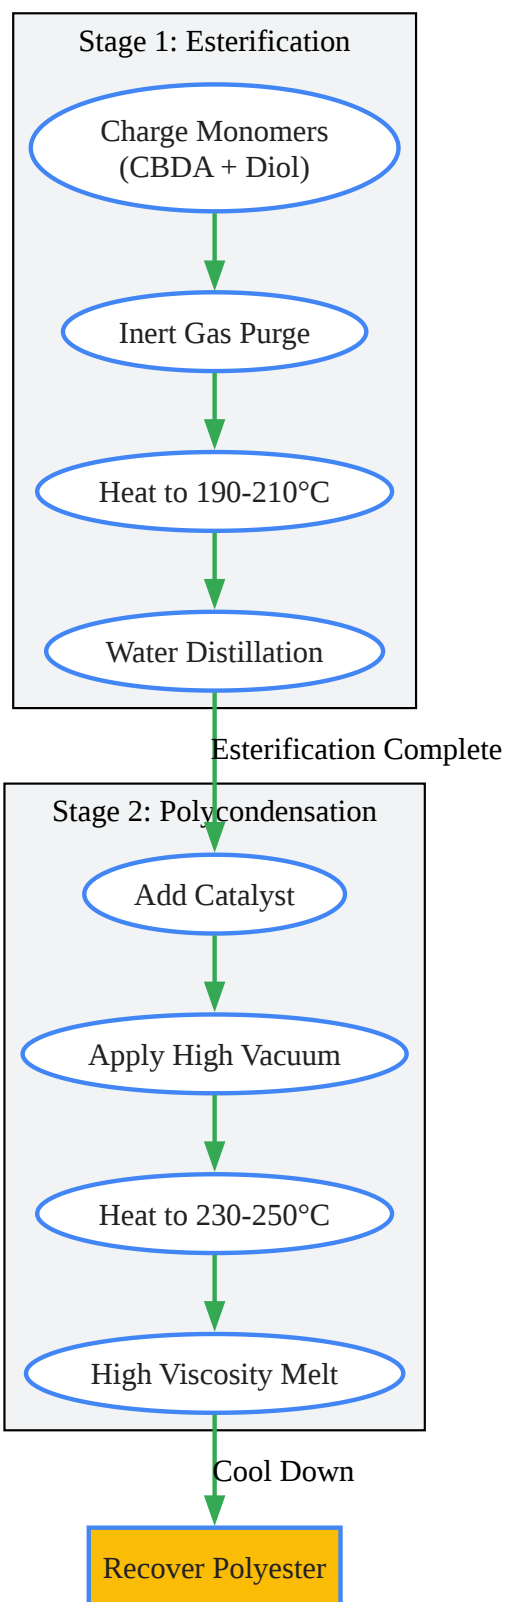 Stage 1: Esterification
Charge Monomers
(CBDA + Diol)
Inert Gas Purge
Heat to 190-210°C
Water Distillation
Esterification Complete
Stage 2: Polycondensation
Add Catalyst
Apply High Vacuum
Heat to 230-250°C
High Viscosity Melt
Cool Down
Recover Polyester